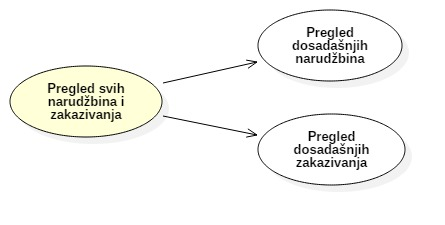 Pregled svih
narudžbina i
zakazivanja
Pregled
dosadašnjih
narudžbina
Pregled
dosadašnjih
zakazivanja